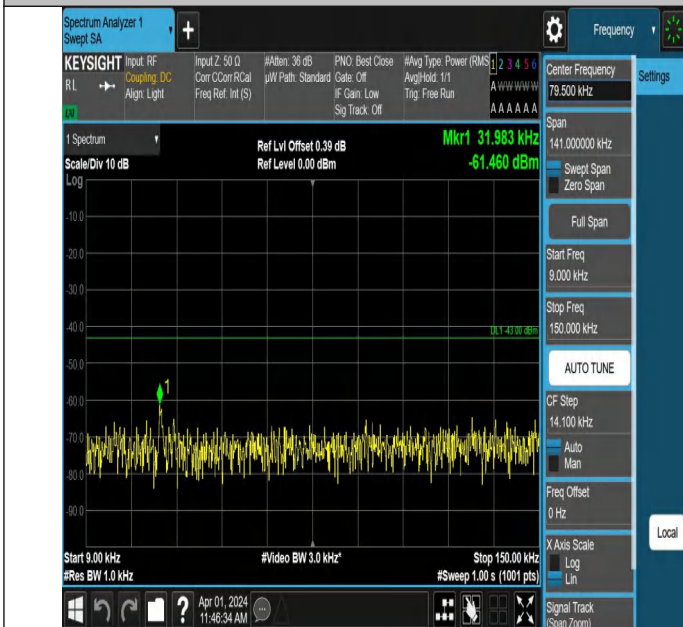 Spectrum Analyzer 1
Swept SA
+
Frequency
KEYSIGHT
RL
Input: RF
Coupling: DC
Align: Light
Input Z: 50 Ω
Corr CCorr RCal
Freq Ref: Int (S)
#Atten: 36 dB
µW Path: Standard
PNO: Best Close
Gate: Off
IF Gain: Low
Sig Track: Off
#Avg Type: Power (RMS
Avg|Hold: 1/1
Trig: Free Run
1 2 3 4 5 6
A W W W W W
A A A A A A
Center Frequency
79.500 kHz
Settings
1 Spectrum
Scale/Div 10 dB
Log
Ref Lvl Offset 0.39 dB
Ref Level 0.00 dBm
Mkr1 31.983 kHz
-61.460 dBm
Span
141.000000 kHz
Swept Span
Zero Span
Full Span
Start Freq
9.000 kHz
Stop Freq
150.000 kHz
AUTO TUNE
CF Step
14.100 kHz
Auto
Man
Freq Offset
0 Hz
X Axis Scale
Log
Lin
Signal Track
(Span Zoom)
Local
-10.0
-20.0
-30.0
-40.0
DL1 -43.00 dBm
1
-60.0
-70.0
-80.0
-90.0
Start 9.00 kHz
#Res BW 1.0 kHz
#Video BW 3.0 kHz*
Stop 150.00 kHz
#Sweep 1.00 s (1001 pts)
?
Apr 01, 2024
11:46:34 AM